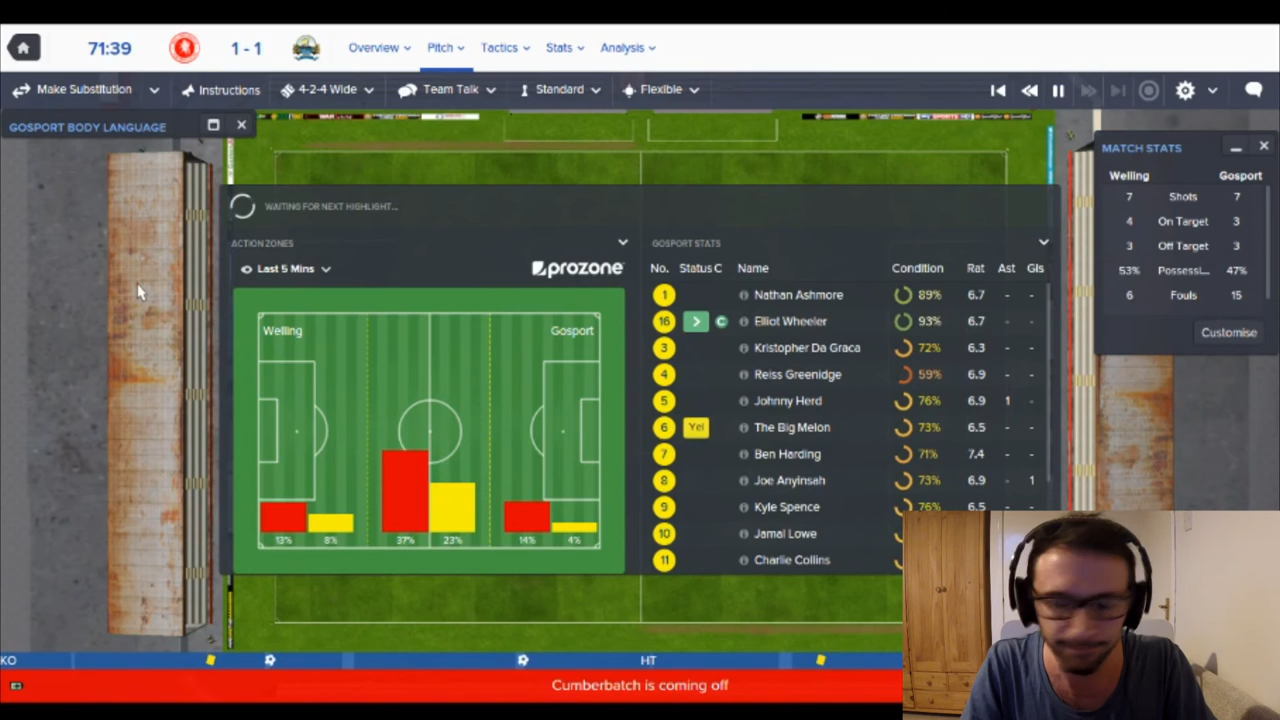 71:39 1 - 1 Overview Pitch Tactics Stats Analysis
Make Substitution Instructions 4-2-4 Wide Team Talk Standard Flexible
GOSPORT BODY LANGUAGE
WAITING FOR NEXT HIGHLIGHT...
ACTION ZONES
Last 5 Mins prozone
Welling Gosport
13% 8% 37% 23% 14% 4%
GOSPORT STATS
No. Status C Name Condition Rat Ast Gls
1 Nathan Ashmore 89% 6.7 - -
16 C Elliot Wheeler 93% 6.7 - -
3 Kristopher Da Graca 72% 6.3 - -
4 Reiss Greenidge 59% 6.9 - -
5 Johnny Herd 76% 6.9 1 -
6 Yel The Big Melon 73% 6.5 - -
7 Ben Harding 71% 7.4 - -
8 Joe Anyinsah 73% 6.9 - 1
9 Kyle Spence 76% 6.5 - -
10 Jamal Lowe
11 Charlie Collins
MATCH STATS
Welling Gosport
7 Shots 7
4 On Target 3
3 Off Target 3
53% Possessi... 47%
6 Fouls 15
Customise
KO HT
Cumberbatch is coming off